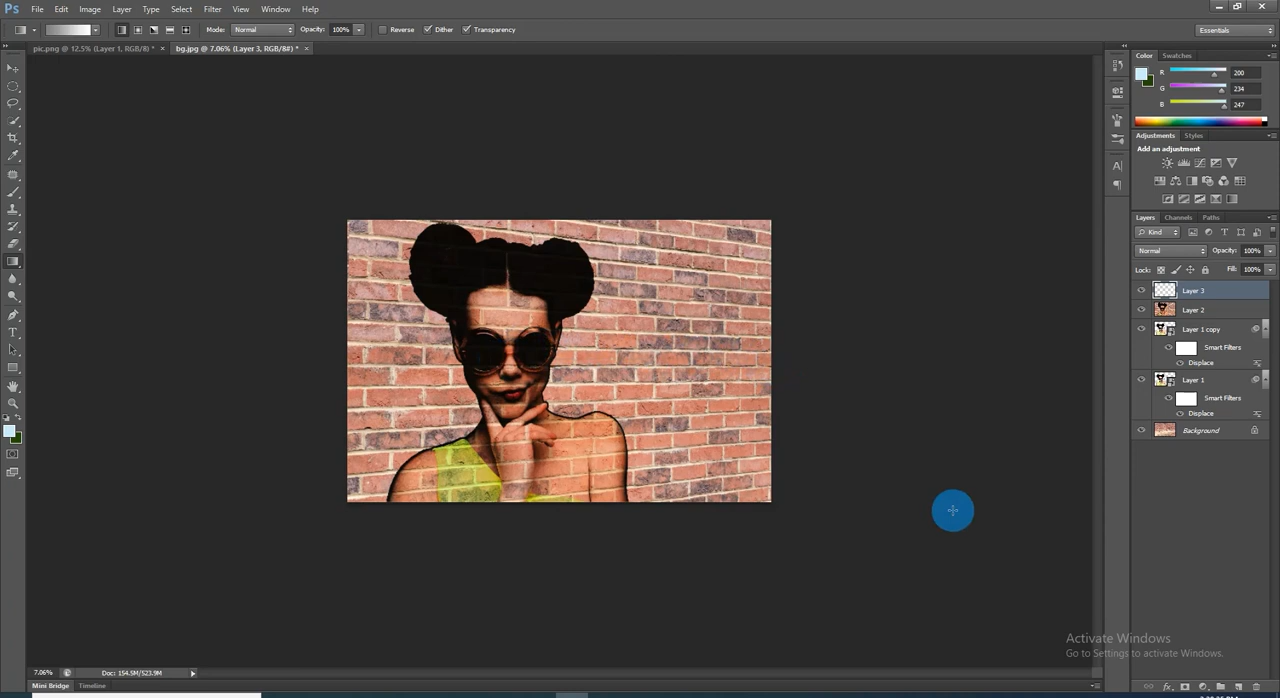 Ps File Edit Image Layer Type Select Filter View Window Help
Mode: Normal Opacity: 100% Reverse Dither Transparency Essentials
pic.png @ 12.5% (Layer 1, RGB/8) * × bg.jpg @ 7.06% (Layer 3, RGB/8#) * ×
Color Swatches
R 200
G 234
B 247
Adjustments Styles
Add an adjustment
Layers Channels Paths
Kind
Normal Opacity: 100%
Lock: Fill: 100%
Layer 3
Layer 2
Layer 1 copy
Smart Filters
Displace
Layer 1
Smart Filters
Displace
Background
Activate Windows
Go to Settings to activate Windows.
7.06% Doc: 154.5M/523.9M
Mini Bridge Timeline